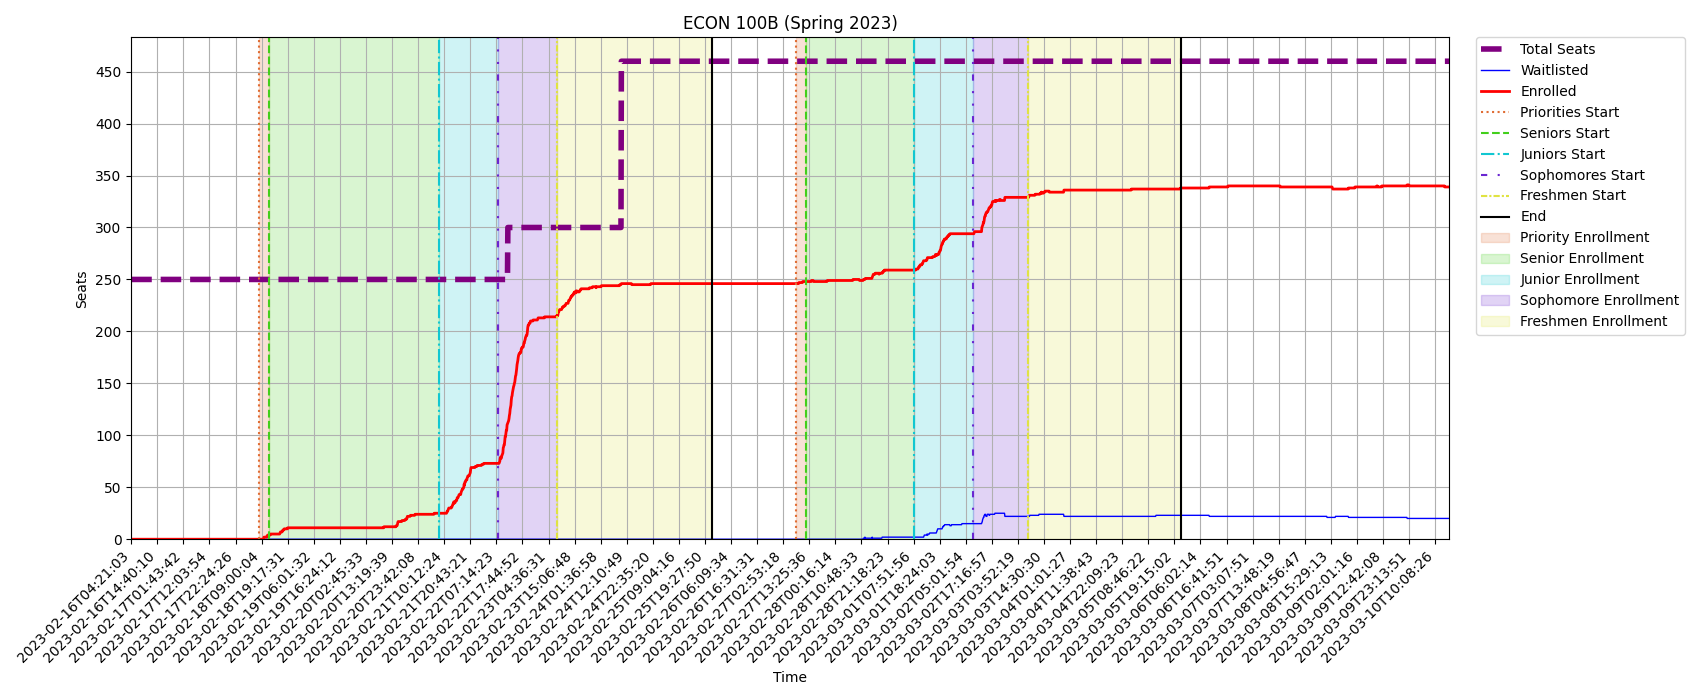 ECON 100B (Spring 2023)
Seats
450
400
350
300
250
200
150
100
50
0
2023-02-16T04:21:03
2023-02-16T14:40:10
2023-02-17T01:43:42
2023-02-17T12:03:54
2023-02-17T22:24:26
2023-02-18T09:00:04
2023-02-18T19:17:31
2023-02-19T06:01:32
2023-02-19T16:24:12
2023-02-20T02:45:33
2023-02-20T13:19:39
2023-02-20T23:42:08
2023-02-21T10:12:24
2023-02-21T20:43:21
2023-02-22T07:14:23
2023-02-22T17:44:52
2023-02-23T04:36:31
2023-02-23T15:06:48
2023-02-24T01:36:58
2023-02-24T12:10:49
2023-02-24T22:35:20
2023-02-25T09:04:16
2023-02-25T19:27:50
2023-02-26T06:09:34
2023-02-26T16:31:31
2023-02-27T02:53:18
2023-02-27T13:25:36
2023-02-28T00:16:14
2023-02-28T10:48:33
2023-02-28T21:18:23
2023-03-01T07:51:56
2023-03-01T18:24:03
2023-03-02T05:01:54
2023-03-02T17:16:57
2023-03-03T03:52:19
2023-03-03T14:30:30
2023-03-04T01:01:27
2023-03-04T11:38:43
2023-03-04T22:09:23
2023-03-05T08:46:22
2023-03-05T19:15:02
2023-03-06T06:02:14
2023-03-06T16:41:51
2023-03-07T03:07:51
2023-03-07T13:48:19
2023-03-08T04:56:47
2023-03-08T15:29:13
2023-03-09T02:01:16
2023-03-09T12:42:08
2023-03-09T23:13:51
2023-03-10T10:08:26
Time
Total Seats
Waitlisted
Enrolled
Priorities Start
Seniors Start
Juniors Start
Sophomores Start
Freshmen Start
End
Priority Enrollment
Senior Enrollment
Junior Enrollment
Sophomore Enrollment
Freshmen Enrollment